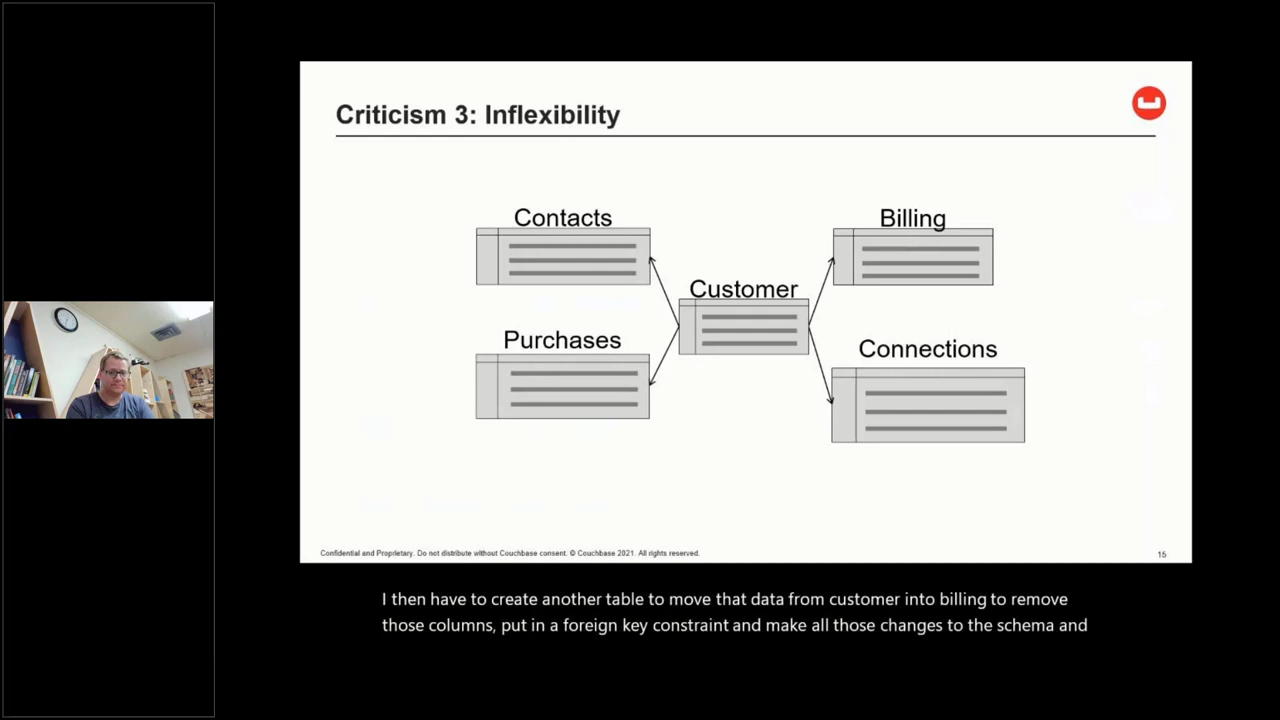 Criticism 3: Inflexibility
Contacts
Billing
Customer
Purchases
Connections
Confidential and Proprietary. Do not distribute without Couchbase consent. © Couchbase 2021. All rights reserved.
15
I then have to create another table to move that data from customer into billing to remove
those columns, put in a foreign key constraint and make all those changes to the schema and